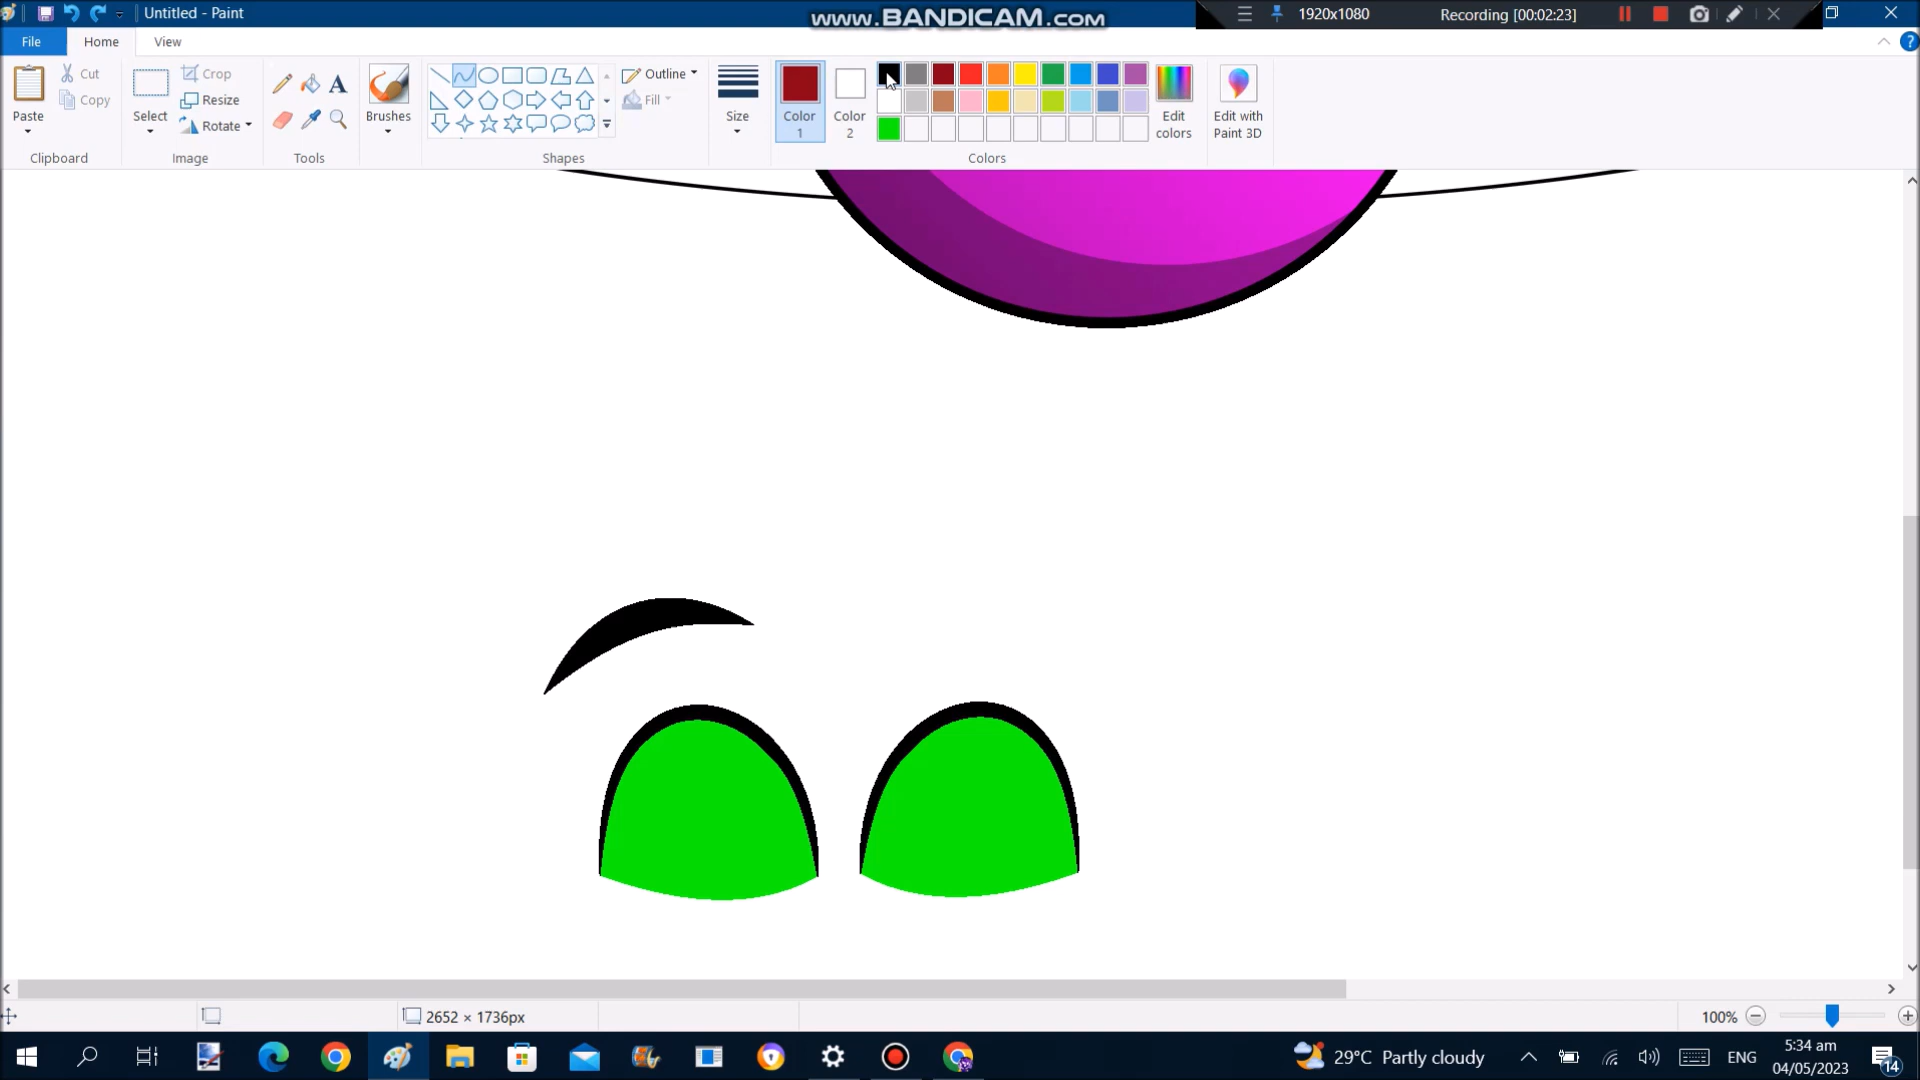 Untitled - Paint
www.BANDICAM.com
1920x1080
Recording [00:02:23]
File
Home
View
Paste
Cut
Copy
Clipboard
Select
Crop
Resize
Rotate
Image
Tools
Brushes
Shapes
Outline
Fill
Size
Color
1
Color
2
Colors
Edit
colors
Edit with
Paint 3D
2652 × 1736px
100%
29°C Partly cloudy
ENG
5:34 am
04/05/2023
14